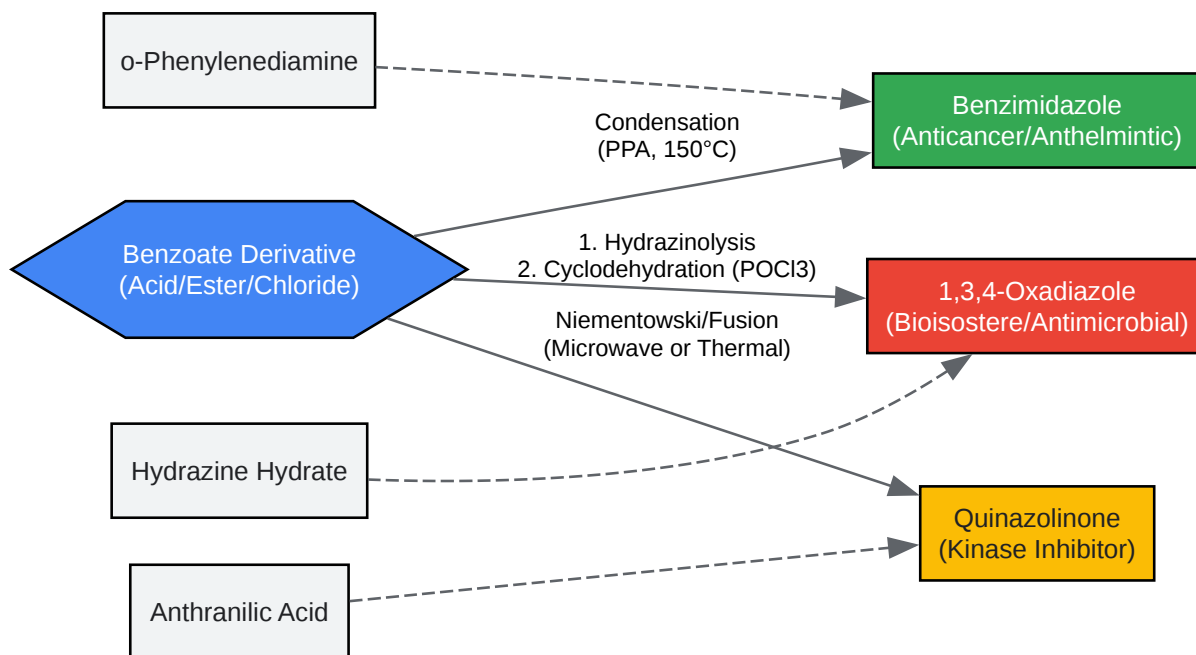 o-Phenylenediamine
Benzimidazole
(Anticancer/Anthelmintic)
Condensation
(PPA, 150°C)
Benzoate Derivative
(Acid/Ester/Chloride)
1. Hydrazinolysis
2. Cyclodehydration (POCl3)
1,3,4-Oxadiazole
(Bioisostere/Antimicrobial)
Niementowski/Fusion
(Microwave or Thermal)
Hydrazine Hydrate
Quinazolinone
(Kinase Inhibitor)
Anthranilic Acid